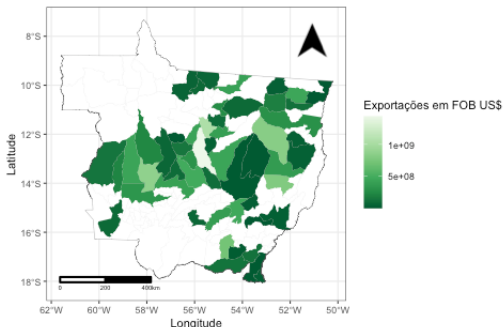 8°S
10°S
12°S
14°S
16°S
18°S
Latitude
0 200 400km
62°W 60°W 58°W 56°W 54°W 52°W 50°W
Longitude
Exportações em FOB US$
1e+09
5e+08